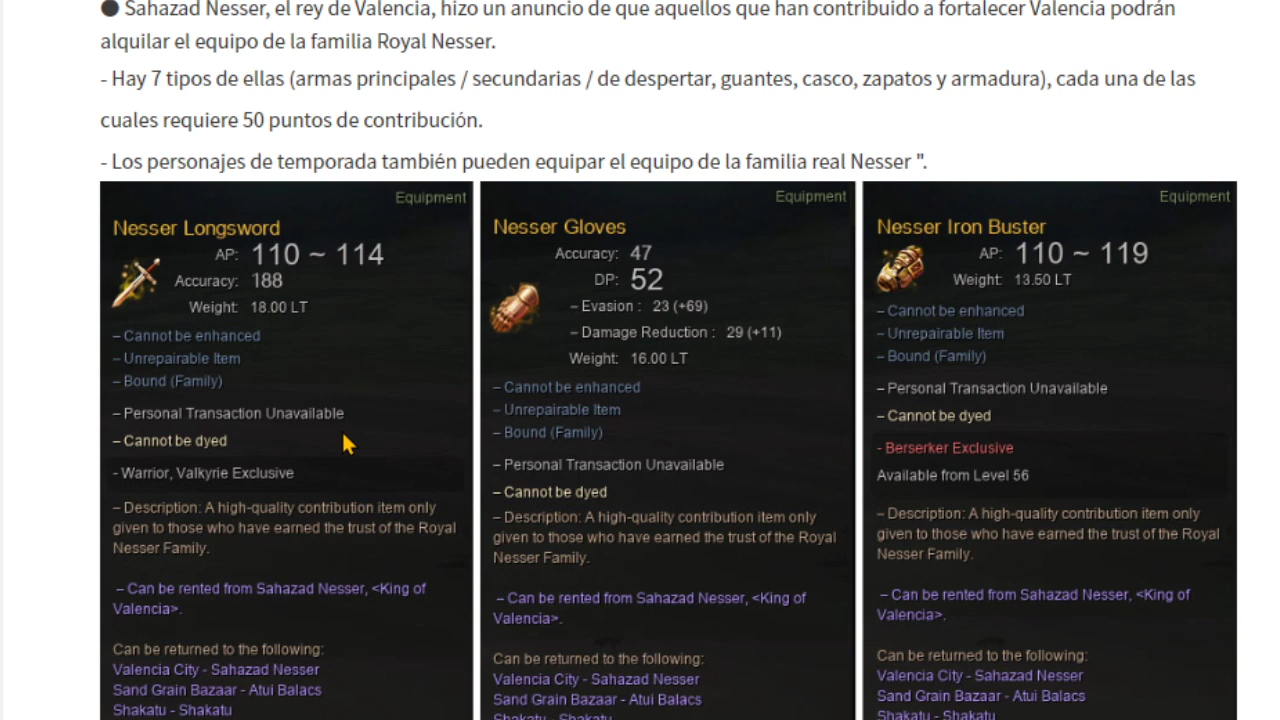 ● Sahazad Nesser, el rey de Valencia, hizo un anuncio de que aquellos que han contribuido a fortalecer Valencia podrán
alquilar el equipo de la familia Royal Nesser.
- Hay 7 tipos de ellas (armas principales / secundarias / de despertar, guantes, casco, zapatos y armadura), cada una de las
cuales requiere 50 puntos de contribución.
- Los personajes de temporada también pueden equipar el equipo de la familia real Nesser ".
Equipment
Nesser Longsword
AP: 110 ~ 114
Accuracy: 188
Weight: 18.00 LT
– Cannot be enhanced
– Unrepairable Item
– Bound (Family)
– Personal Transaction Unavailable
– Cannot be dyed
- Warrior, Valkyrie Exclusive
– Description: A high-quality contribution item only
given to those who have earned the trust of the Royal
Nesser Family.
– Can be rented from Sahazad Nesser, <King of
Valencia>.
Can be returned to the following:
Valencia City - Sahazad Nesser
Sand Grain Bazaar - Atui Balacs
Shakatu - Shakatu
Equipment
Nesser Gloves
Accuracy: 47
DP: 52
– Evasion : 23 (+69)
– Damage Reduction : 29 (+11)
Weight: 16.00 LT
– Cannot be enhanced
– Unrepairable Item
– Bound (Family)
– Personal Transaction Unavailable
– Cannot be dyed
– Description: A high-quality contribution item only
given to those who have earned the trust of the Royal
Nesser Family.
– Can be rented from Sahazad Nesser, <King of
Valencia>.
Can be returned to the following:
Valencia City - Sahazad Nesser
Sand Grain Bazaar - Atui Balacs
Shakatu - Shakatu
Equipment
Nesser Iron Buster
AP: 110 ~ 119
Weight: 13.50 LT
– Cannot be enhanced
– Unrepairable Item
– Bound (Family)
– Personal Transaction Unavailable
– Cannot be dyed
- Berserker Exclusive
Available from Level 56
– Description: A high-quality contribution item only
given to those who have earned the trust of the Royal
Nesser Family.
– Can be rented from Sahazad Nesser, <King of
Valencia>.
Can be returned to the following:
Valencia City - Sahazad Nesser
Sand Grain Bazaar - Atui Balacs
Shakatu - Shakatu